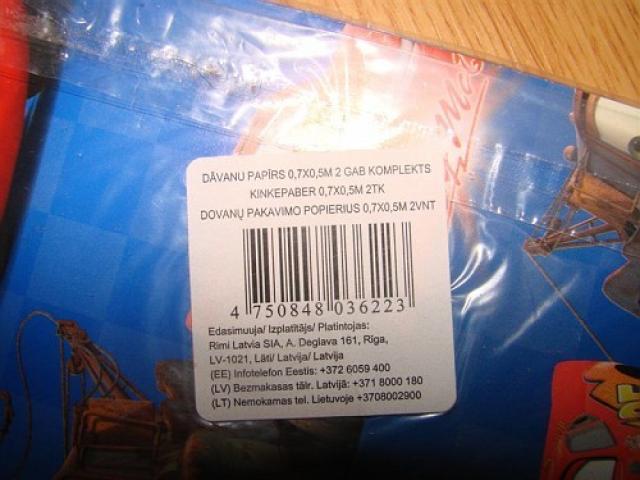 DĀVANU PAPĪRS 0,7X0,5M 2 GAB KOMPLEKTS
KINKEPABER 0,7X0,5M 2TK
DOVANŲ PAKAVIMO POPIERIUS 0,7X0,5M 2VNT
4 750848 036223
Edasimuuja/ Izplatītājs/ Platintojas:
Rimi Latvia SIA, A. Deglava 161, Rīga,
LV-1021, Läti/ Latvija/ Latvija
(EE) Infotelefon Eestis: +372 6059 400
(LV) Bezmakasas tālr. Latvijā: +371 8000 180
(LT) Nemokamas tel. Lietuvoje +3708002900